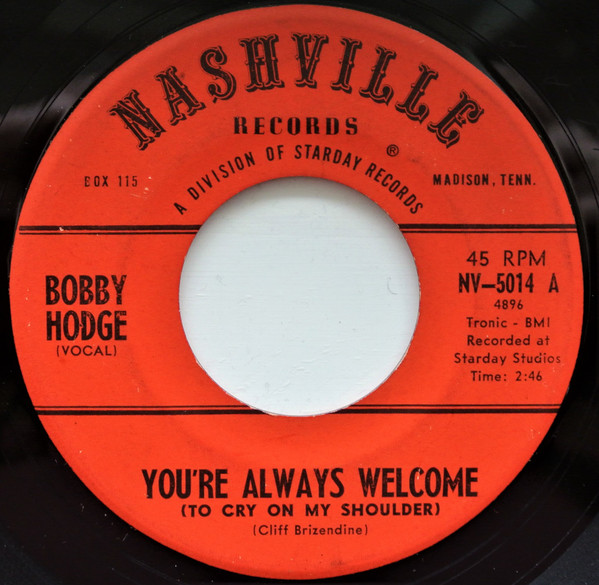 NASHVILLE
RECORDS
®
A DIVISION OF STARDAY RECORDS
BOX 115
MADISON, TENN.
BOBBY
HODGE
(VOCAL)
45 RPM
NV-5014 A
4896
Tronic - BMI
Recorded at
Starday Studios
Time: 2:46
YOU'RE ALWAYS WELCOME
(TO CRY ON MY SHOULDER)
(Cliff Brizendine)